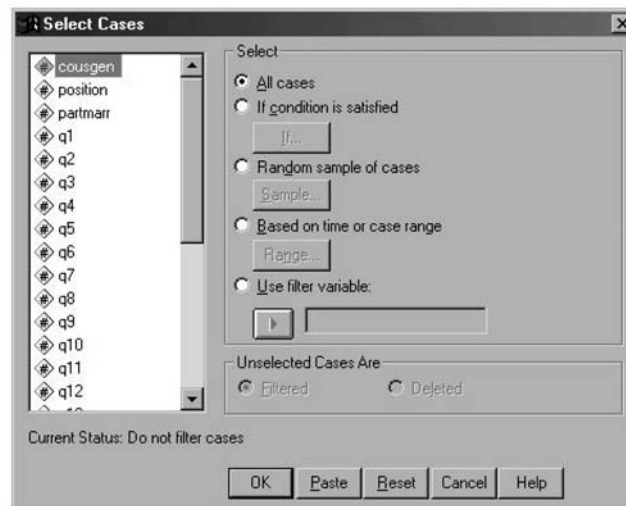 Select Cases
cousgen
position
partmarr
q1
q2
q3
q4
q5
q6
q7
q8
q9
q10
q11
q12
Select
All cases
If condition is satisfied
If...
Random sample of cases
Sample...
Based on time or case range
Range...
Use filter variable:
Unselected Cases Are
Filtered
Deleted
Current Status: Do not filter cases
OK
Paste
Reset
Cancel
Help